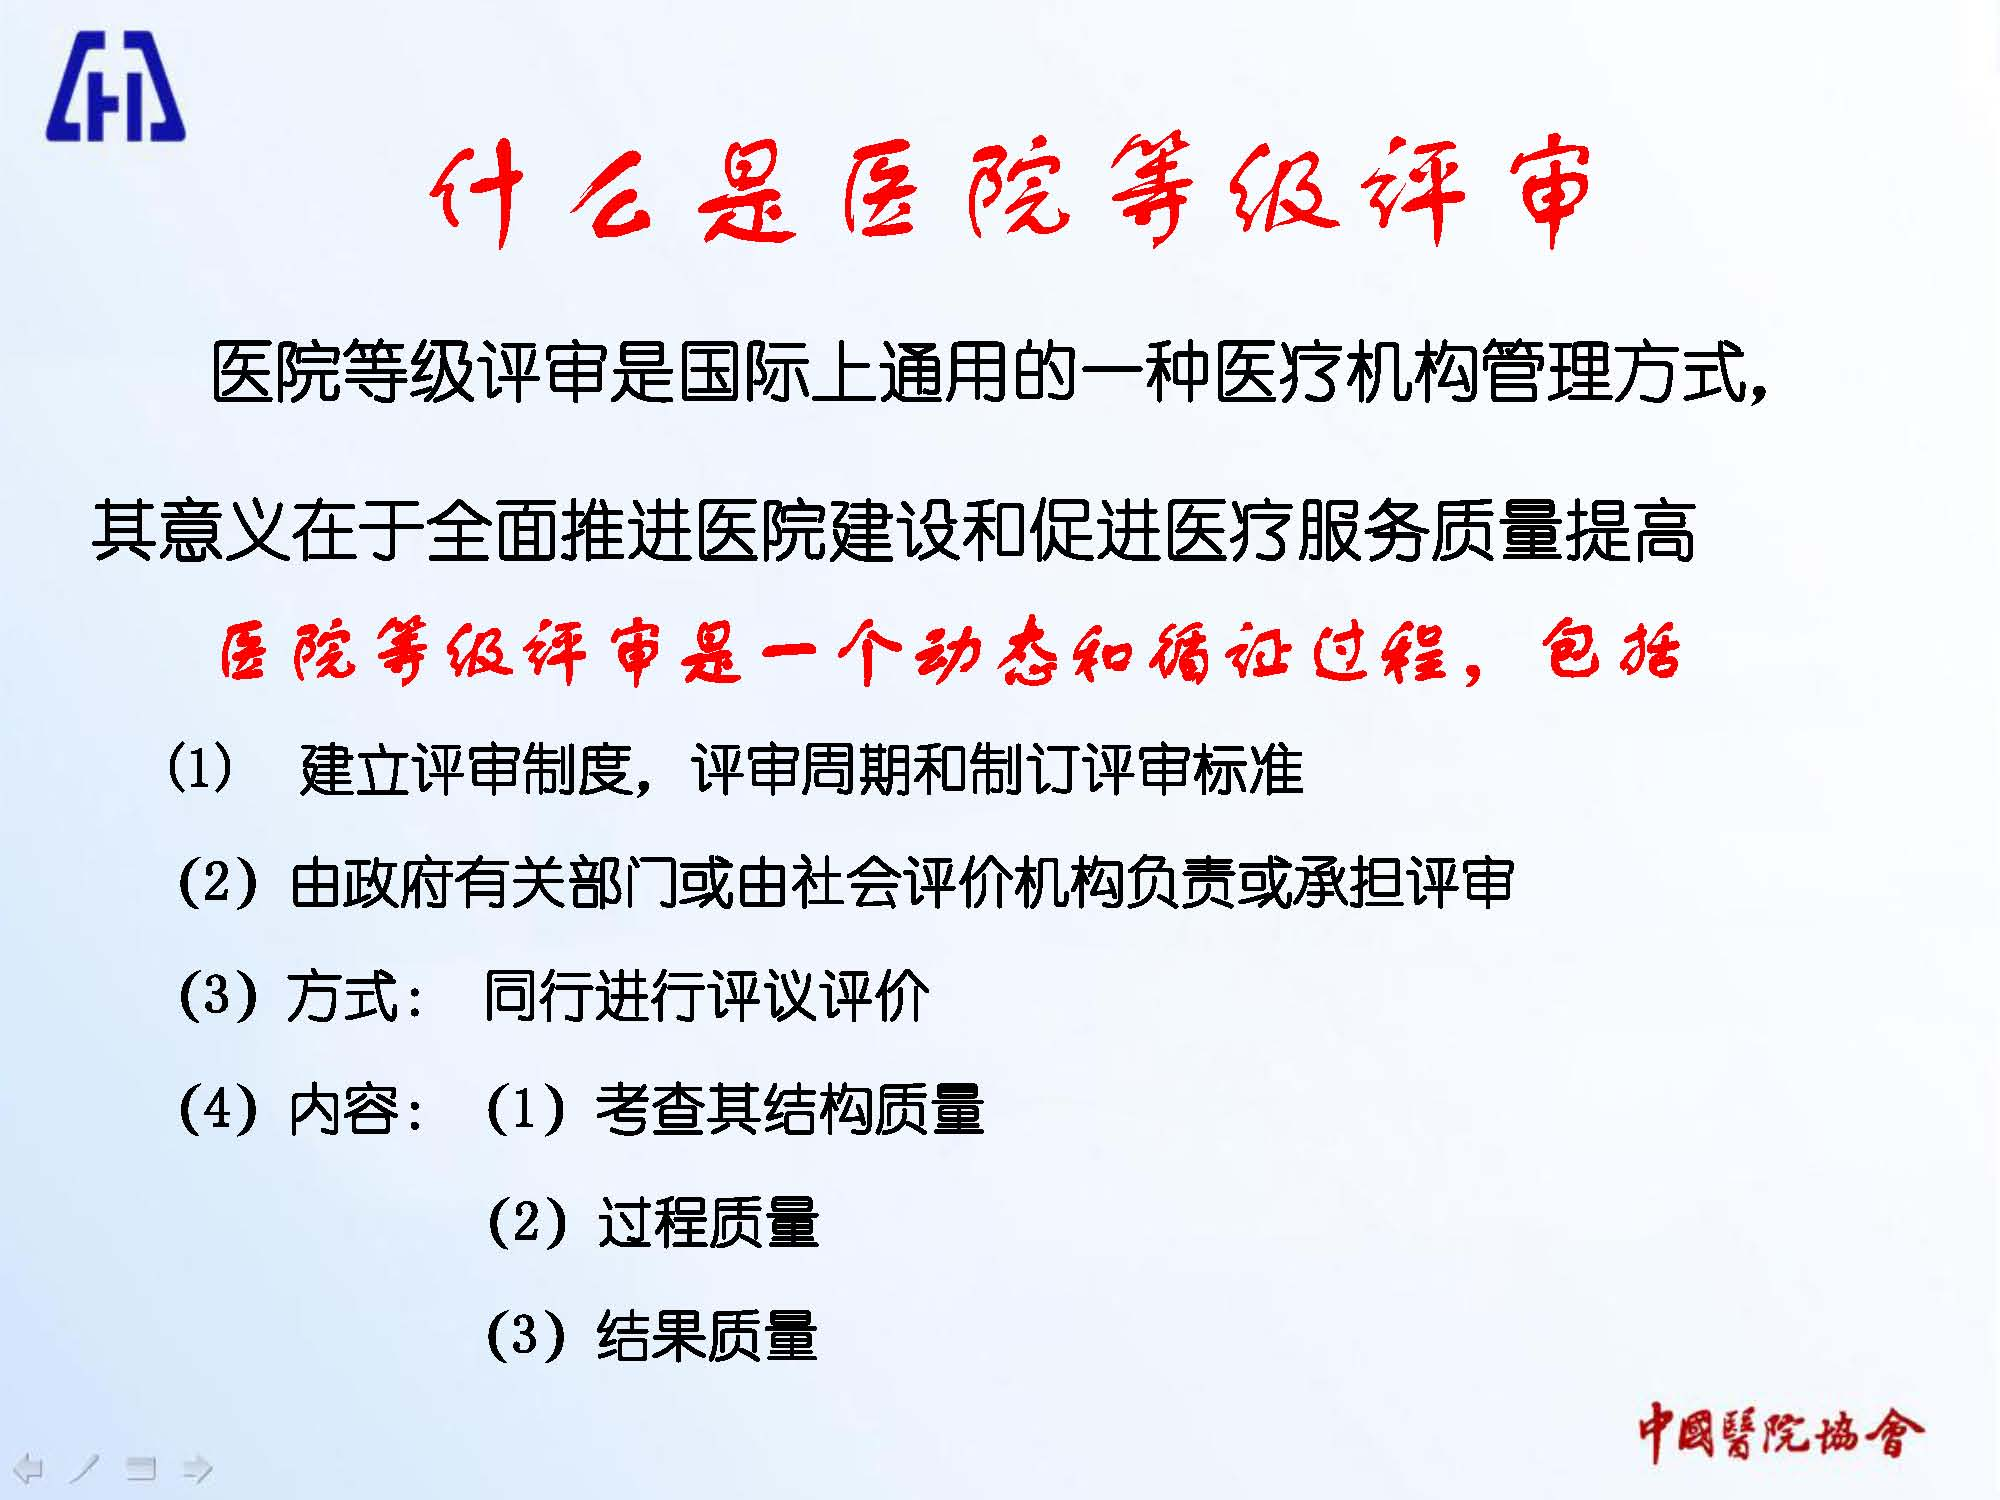 什么是医院等级评审
医院等级评审是国际上通用的一种医疗机构管理方式，
其意义在于全面推进医院建设和促进医疗服务质量提高
医院等级评审是一个动态和循证过程，包括
(1) 建立评审制度，评审周期和制订评审标准
(2) 由政府有关部门或由社会评价机构负责或承担评审
(3) 方式： 同行进行评议评价
(4) 内容： (1) 考查其结构质量
(2) 过程质量
(3) 结果质量
中國醫院協會